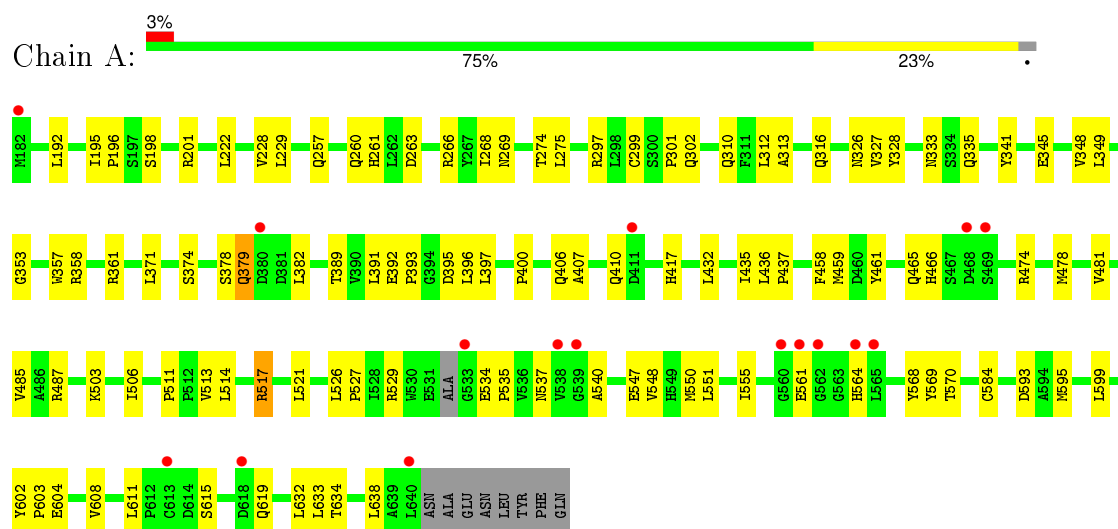 3%
Chain A:
75% 23% •
M182 L192 I195 P196 S197 S198 R201 L222 V228 L229 Q257 Q260 H261 L262 D263 R266 Y267 I268 N269 T274 L275 R297 L298 C299 S300 P301 Q302 Q310 F311 L312 A313 Q316 N326 V327 Y328 N333 S334 Q335 Y341 E345 V348 L349
G353 W357 R358 R361 L371 S374 S378 Q379 D380 D381 L382 T389 V390 L391 E392 P393 G394 D395 L396 L397 P400 Q406 A407 Q410 D411 H417 L432 I435 L436 P437 F458 M459 D460 Y461 Q465 H466 S467 D468 S469 R474 M478 V481
V485 A486 R487 K503 I506 P511 P512 V513 L514 R517 L521 L526 P527 I528 R529 W530 E531 ALA G533 E534 P535 V536 N537 V538 G539 A540 E547 V548 H549 M550 L551 I555 G560 E561 G562 G563 H564 L565 Y568 Y569 T570 C584 D593 A594 M595 L599
Y602 P603 E604 V608 L611 P612 C613 D614 S615 D618 Q619 L632 L633 T634 L638 A639 L640 ASN ALA GLU ASN LEU TYR PHE GLN